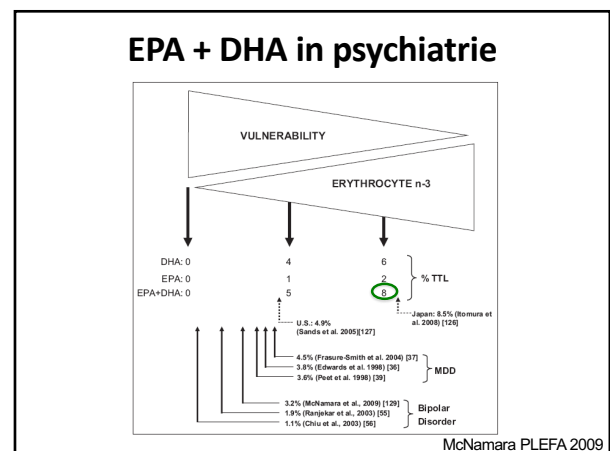 EPA + DHA in psychiatrie
VULNERABILITY
ERYTHROCYTE n-3
DHA: 0 4 6
EPA: 0 1 2 % TTL
EPA+DHA: 0 5 8
U.S.: 4.9%
(Sands et al. 2005)[127]
Japan: 8.5% (Itomura et
al. 2008) [126]
4.5% (Frasure-Smith et al. 2004) [37]
3.8% (Edwards et al. 1998) [36] MDD
3.6% (Peet et al. 1998) [39]
3.2% (McNamara et al., 2009) [129] Bipolar
1.9% (Ranjekar et al., 2003) [55]
1.1% (Chiu et al., 2003) [56] Disorder
McNamara PLEFA 2009